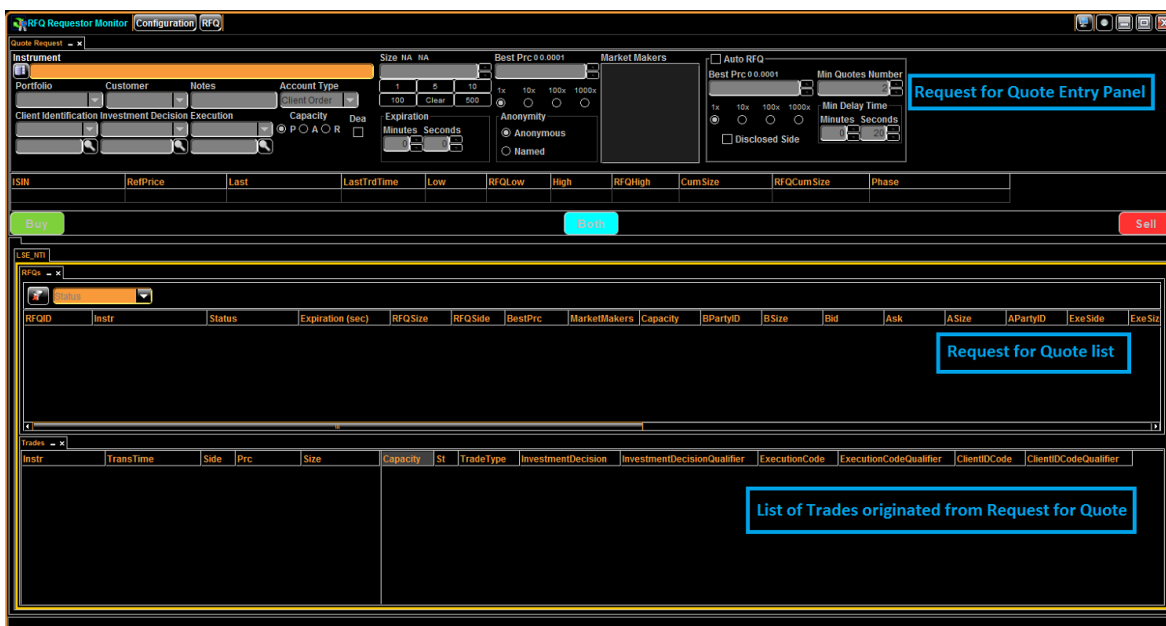 RFQ Requestor Monitor Configuration RFQ
Quote Request
Instrument Size NA NA Best Prc 0 0.0001 Market Makers Auto RFQ
Best Prc 0 0.0001 Min Quotes Number
2
Request for Quote Entry Panel
Portfolio Customer Notes Account Type
Client Order
1 5 10
100 Clear 500
1x 10x 100x 1000x
1x 10x 100x 1000x Min Delay Time
Minutes Seconds
0 20
Disclosed Side
Client Identification Investment Decision Execution Capacity Dea
P A R
Expiration
Minutes Seconds
0 0
Anonymity
Anonymous
Named
ISIN RefPrice Last LastTrdTime Low RFQLow High RFQHigh CumSize RFQCumSize Phase
Buy Both Sell
LSE_NTI
RFQs
Status
RFQID Instr Status Expiration (sec) RFQSize RFQSide BestPrc MarketMakers Capacity BPartyID BSize Bid Ask ASize APartyID ExeSide ExeSiz
Request for Quote list
Trades
Instr TransTime Side Prc Size Capacity St TradeType InvestmentDecision InvestmentDecisionQualifier ExecutionCode ExecutionCodeQualifier ClientIDCode ClientIDCodeQualifier
List of Trades originated from Request for Quote